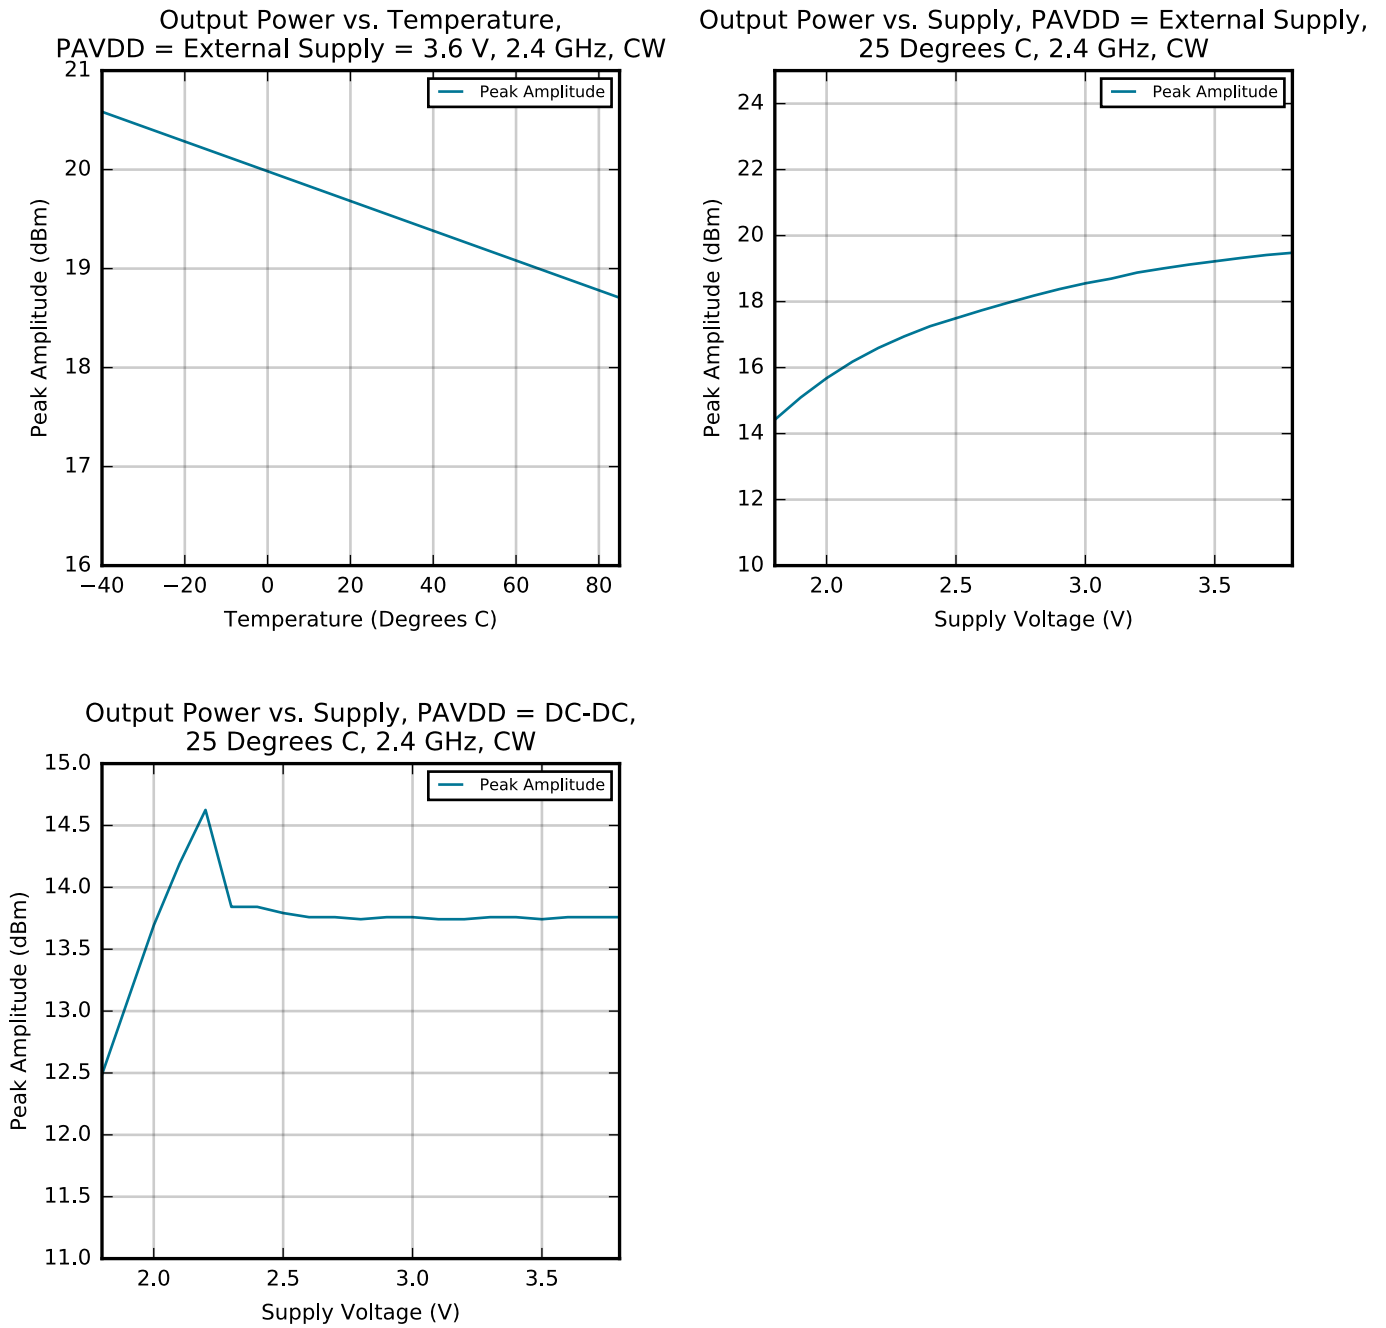 Output Power vs. Temperature,
PAVDD = External Supply = 3.6 V, 2.4 GHz, CW
Peak Amplitude
21
20
19
18
17
16
Peak Amplitude (dBm)
−40
−20
0
20
40
60
80
Temperature (Degrees C)
Output Power vs. Supply, PAVDD = External Supply,
25 Degrees C, 2.4 GHz, CW
Peak Amplitude
24
22
20
18
16
14
12
10
Peak Amplitude (dBm)
2.0
2.5
3.0
3.5
Supply Voltage (V)
Output Power vs. Supply, PAVDD = DC-DC,
25 Degrees C, 2.4 GHz, CW
Peak Amplitude
15.0
14.5
14.0
13.5
13.0
12.5
12.0
11.5
11.0
Peak Amplitude (dBm)
2.0
2.5
3.0
3.5
Supply Voltage (V)